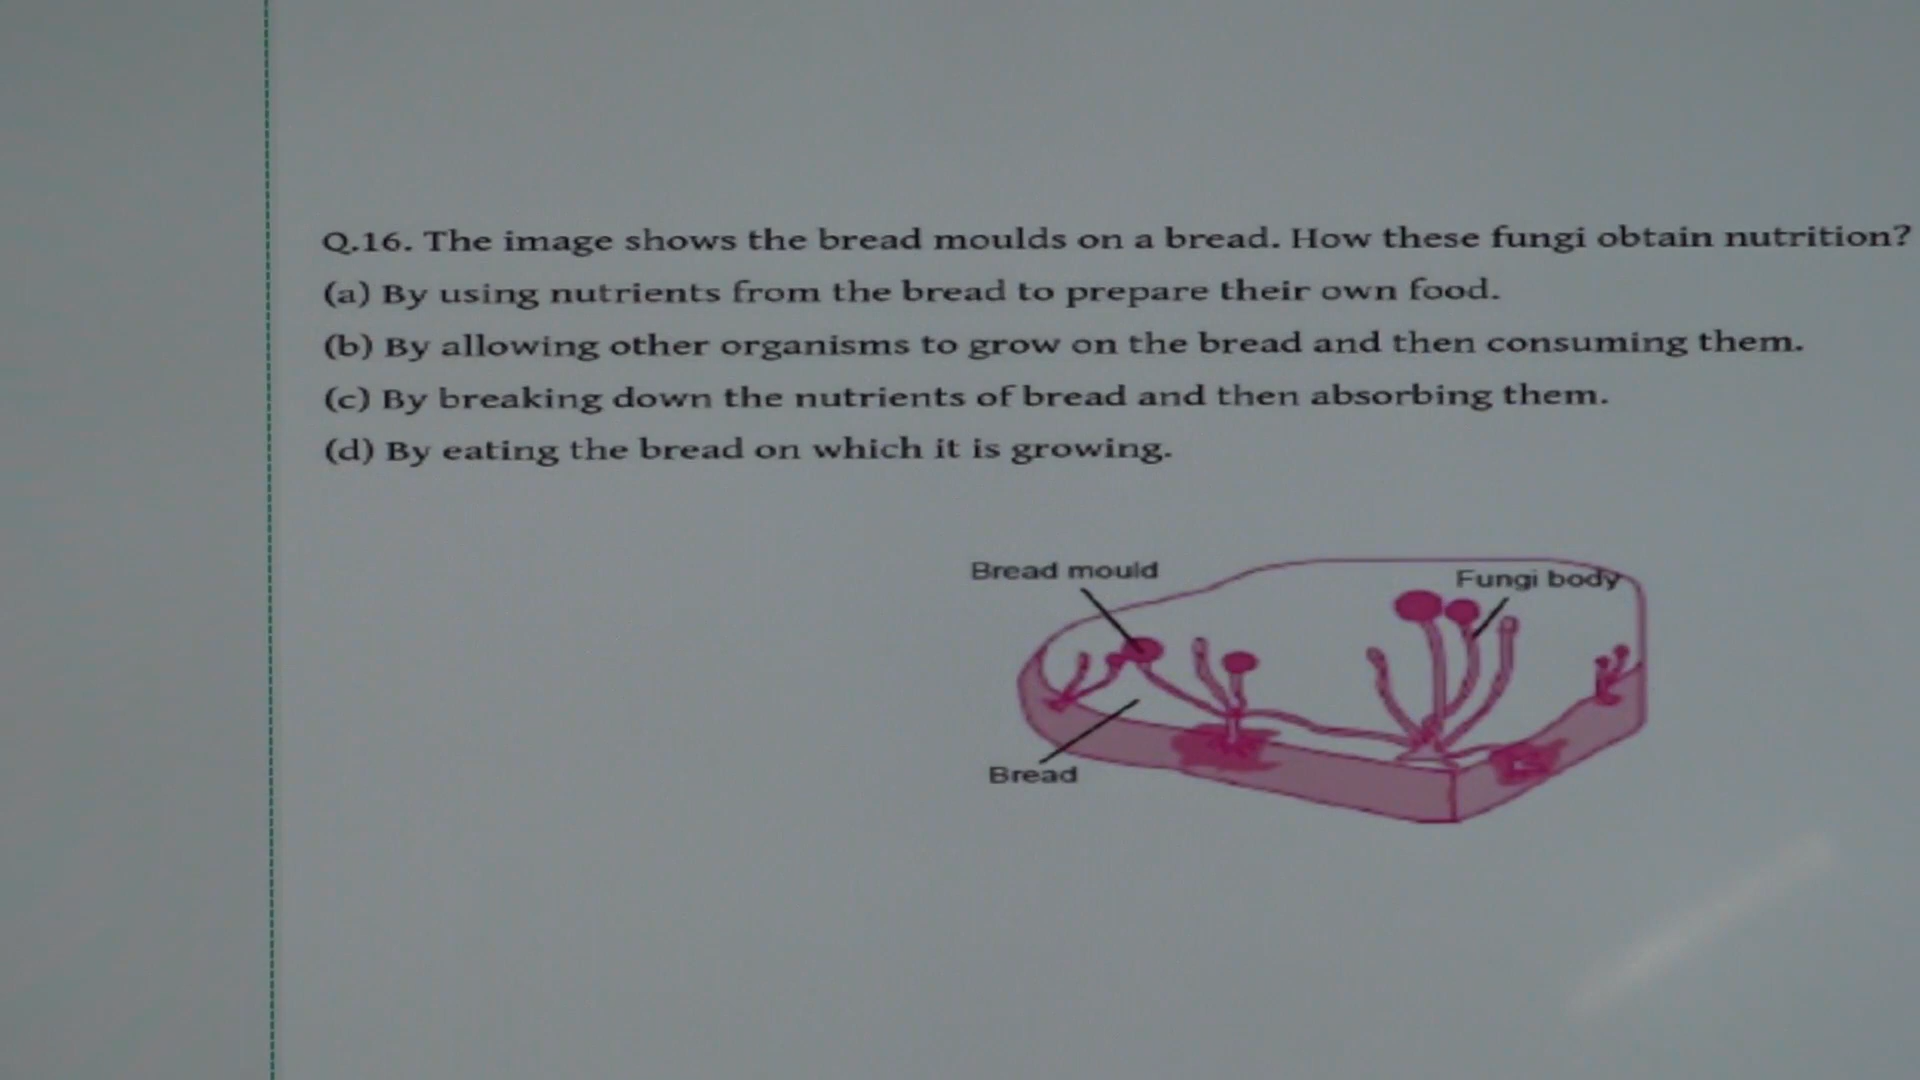 Q.16. The image shows the bread moulds on a bread. How these fungi obtain nutrition?
(a) By using nutrients from the bread to prepare their own food.
(b) By allowing other organisms to grow on the bread and then consuming them.
(c) By breaking down the nutrients of bread and then absorbing them.
(d) By eating the bread on which it is growing.
Bread mould
Fungi body
Bread